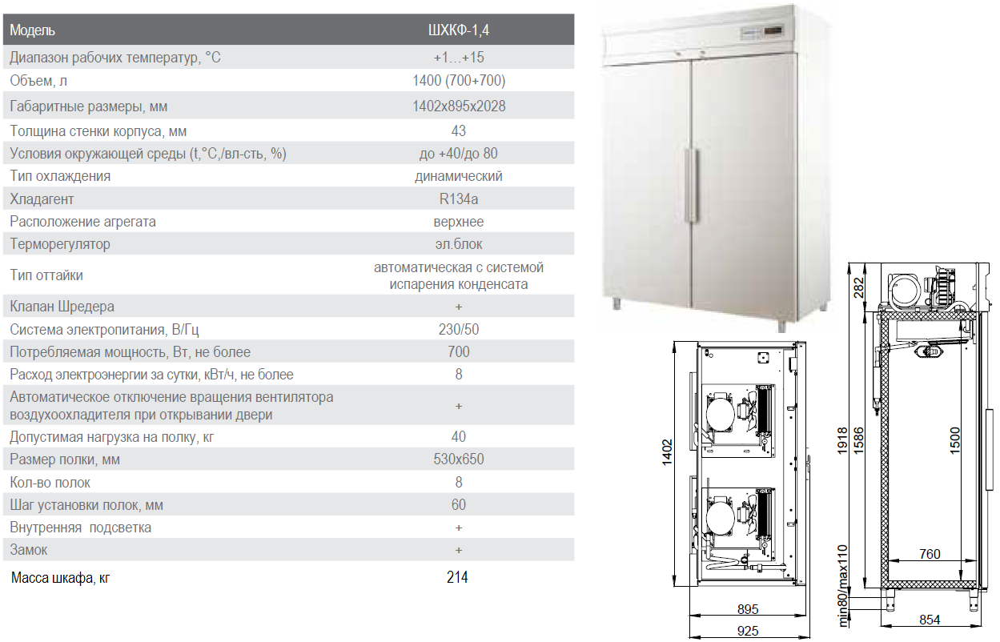 Модель ШХКФ-1,4
Диапазон рабочих температур, °С +1…+15
Объем, л 1400 (700+700)
Габаритные размеры, мм 1402х895х2028
Толщина стенки корпуса, мм 43
Условия окружающей среды (t,°С,/вл-сть, %) до +40/до 80
Тип охлаждения динамический
Хладагент R134a
Расположение агрегата верхнее
Терморегулятор эл.блок
Тип оттайки автоматическая с системой
испарения конденсата
Клапан Шредера +
Система электропитания, В/Гц 230/50
Потребляемая мощность, Вт, не более 700
Расход электроэнергии за сутки, кВт/ч, не более 8
Автоматическое отключение вращения вентилятора
воздухоохладителя при открывании двери +
Допустимая нагрузка на полку, кг 40
Размер полки, мм 530х650
Кол-во полок 8
Шаг установки полок, мм 60
Внутренняя подсветка +
Замок +
Масса шкафа, кг 214
1402
895
925
282
1918
1586
1500
760
min80/max110
854